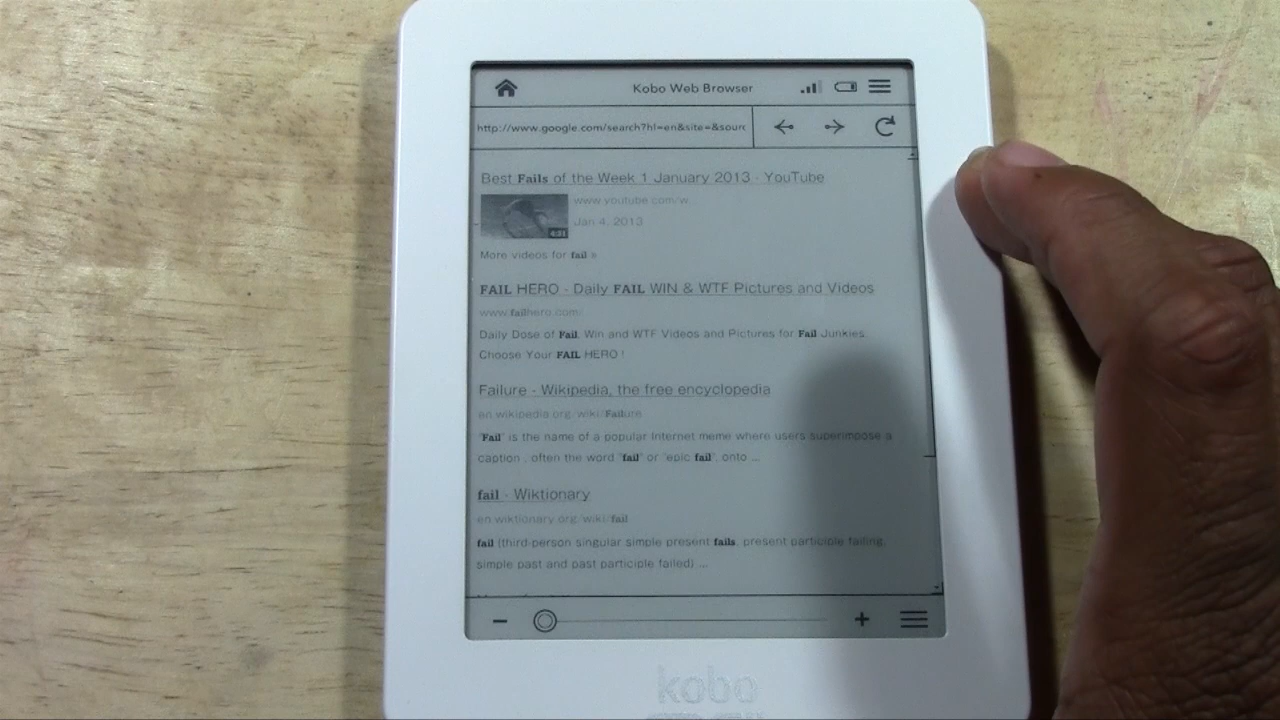 Kobo Web Browser
http://www.google.com/search?hl=en&site=&sourc
Best Fails of the Week 1 January 2013 - YouTube
www.youtube.com/w
4:31
Jan 4, 2013
More videos for fail »
FAIL HERO - Daily FAIL WIN & WTF Pictures and Videos
www.failhero.com/
Daily Dose of Fail, Win and WTF Videos and Pictures for Fail Junkies.
Choose Your FAIL HERO !
Failure - Wikipedia, the free encyclopedia
en.wikipedia.org/wiki/Failure
"Fail" is the name of a popular Internet meme where users superimpose a
caption , often the word "fail" or "epic fail", onto ...
fail - Wiktionary
en.wiktionary.org/wiki/fail
fail (third-person singular simple present fails, present participle failing,
simple past and past participle failed) ...
kobo